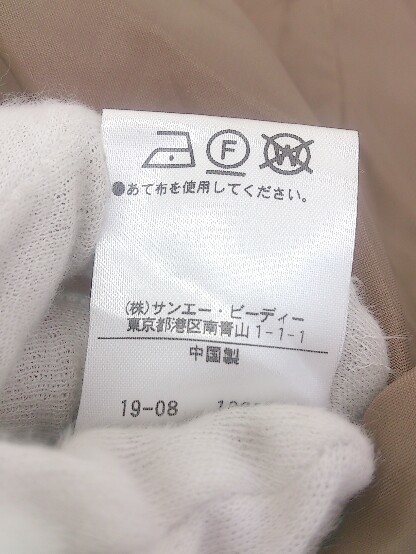 F W
●あて布を使用してください。
(株)サンエー・ビーディー
東京都港区南青山1-1-1
中国製
19-08